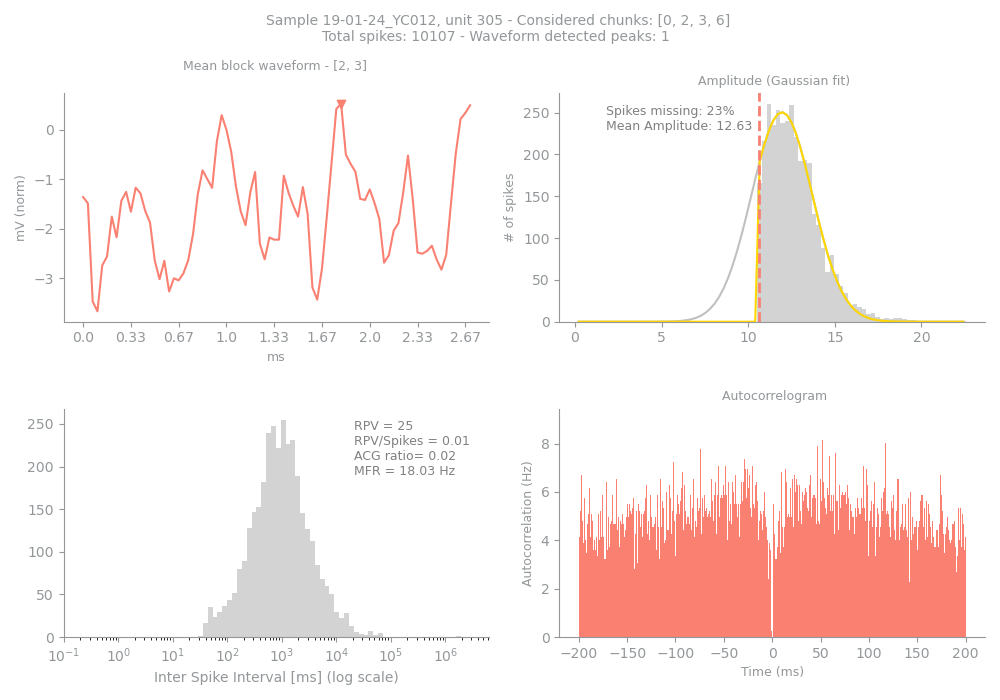 Sample 19-01-24_YC012, unit 305 - Considered chunks: [0, 2, 3, 6]
Total spikes: 10107 - Waveform detected peaks: 1
Mean block waveform - [2, 3]
0
−1
−2
−3
mV (norm)
0.0 0.33 0.67 1.0 1.33 1.67 2.0 2.33 2.67
ms
Amplitude (Gaussian fit)
Spikes missing: 23%
Mean Amplitude: 12.63
250
200
150
100
50
0
# of spikes
0 5 10 15 20
RPV = 25
RPV/Spikes = 0.01
ACG ratio= 0.02
MFR = 18.03 Hz
250
200
150
100
50
0
10⁻¹ 10⁰ 10¹ 10² 10³ 10⁴ 10⁵ 10⁶
Inter Spike Interval [ms] (log scale)
Autocorrelogram
8
6
4
2
0
Autocorrelation (Hz)
−200 −150 −100 −50 0 50 100 150 200
Time (ms)